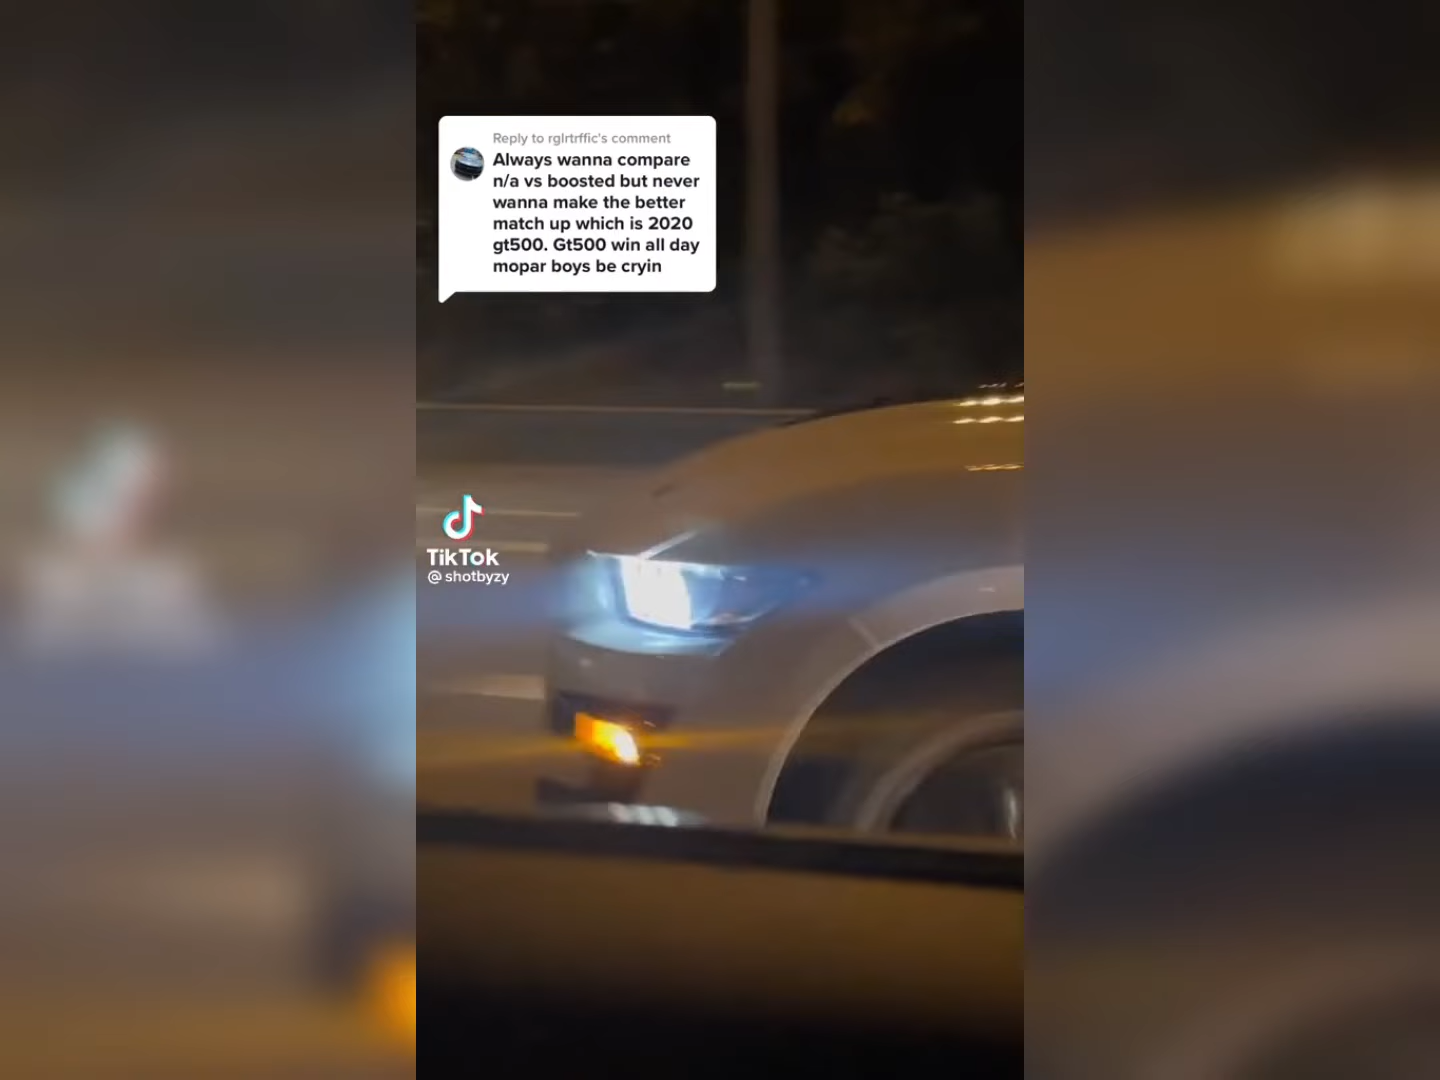 Reply to rglrtrffic's comment
Always wanna compare
n/a vs boosted but never
wanna make the better
match up which is 2020
gt500. Gt500 win all day
mopar boys be cryin
TikTok
@shotbyzy